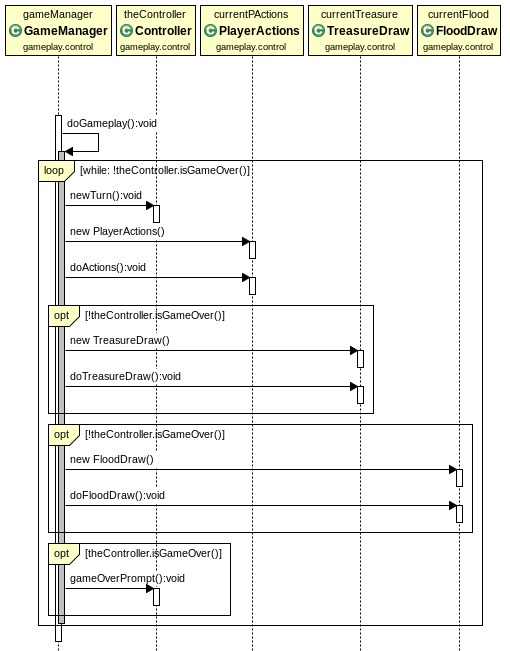 gameManager
GameManager
gameplay.control
theController
Controller
gameplay.control
currentPActions
PlayerActions
gameplay.control
currentTreasure
TreasureDraw
gameplay.control
currentFlood
FloodDraw
gameplay.control
doGameplay():void
loop [while: !theController.isGameOver()]
newTurn():void
new PlayerActions()
doActions():void
opt [!theController.isGameOver()]
new TreasureDraw()
doTreasureDraw():void
opt [!theController.isGameOver()]
new FloodDraw()
doFloodDraw():void
opt [theController.isGameOver()]
gameOverPrompt():void